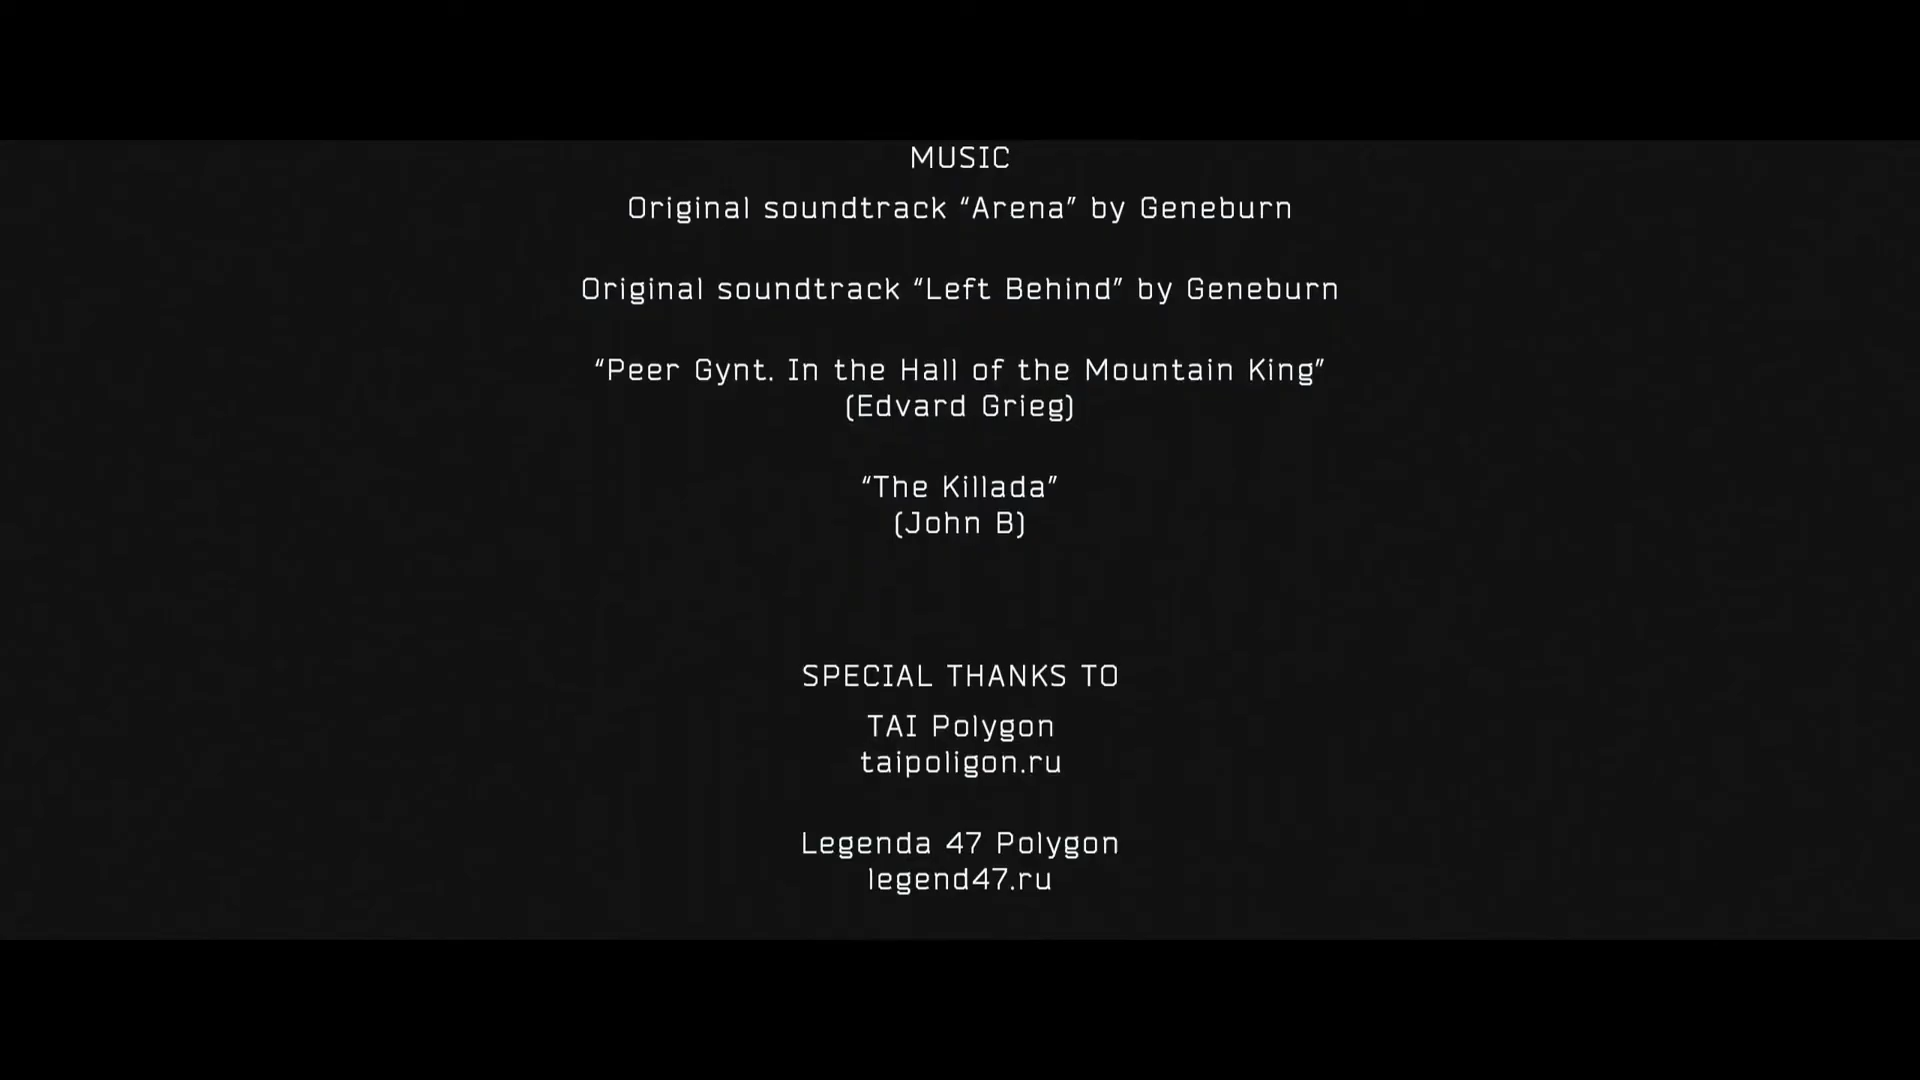 MUSIC
Original soundtrack “Arena” by Geneburn
Original soundtrack “Left Behind” by Geneburn
“Peer Gynt. In the Hall of the Mountain King”
(Edvard Grieg)
“The Killada”
(John B)
SPECIAL THANKS TO
TAI Polygon
taipoligon.ru
Legenda 47 Polygon
legend47.ru